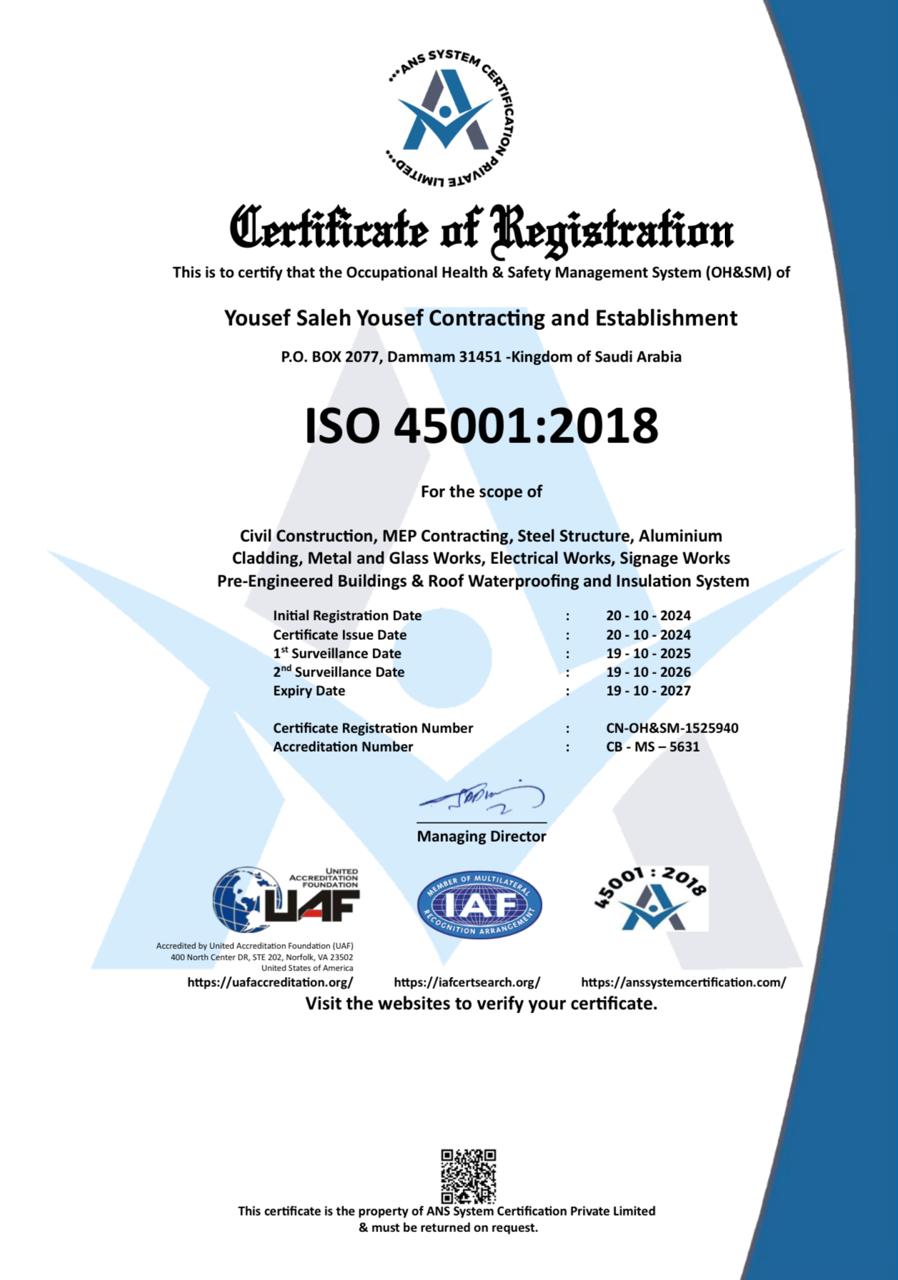 ***ANS SYSTEM CERTIFICATION PRIVATE LIMITED***
Certificate of Registration
This is to certify that the Occupational Health & Safety Management System (OH&SM) of
Yousef Saleh Yousef Contracting and Establishment
P.O. BOX 2077, Dammam 31451 -Kingdom of Saudi Arabia
ISO 45001:2018
For the scope of
Civil Construction, MEP Contracting, Steel Structure, Aluminium
Cladding, Metal and Glass Works, Electrical Works, Signage Works
Pre-Engineered Buildings & Roof Waterproofing and Insulation System
Initial Registration Date : 20 - 10 - 2024
Certificate Issue Date : 20 - 10 - 2024
1st Surveillance Date : 19 - 10 - 2025
2nd Surveillance Date : 19 - 10 - 2026
Expiry Date : 19 - 10 - 2027
Certificate Registration Number : CN-OH&SM-1525940
Accreditation Number : CB - MS – 5631
Managing Director
UNITED
ACCREDITATION
FOUNDATION
UAF
MEMBER OF MULTILATERAL
IAF
RECOGNITION ARRANGEMENT
45001 : 2018
Accredited by United Accreditation Foundation (UAF)
400 North Center DR, STE 202, Norfolk, VA 23502
United States of America
https://uafaccreditation.org/ https://iafcertsearch.org/ https://anssystemcertification.com/
Visit the websites to verify your certificate.
This certificate is the property of ANS System Certification Private Limited
& must be returned on request.